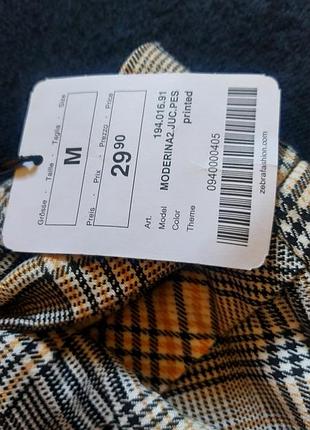 Grösse - Taille - Taglia - Size
M
Preis - Prix - Prezzo - Price
29.90
Art. 194.016.91
Model MODERINA2.JUC.PES
Color printed
Theme
0940000405
zebrafashion.com